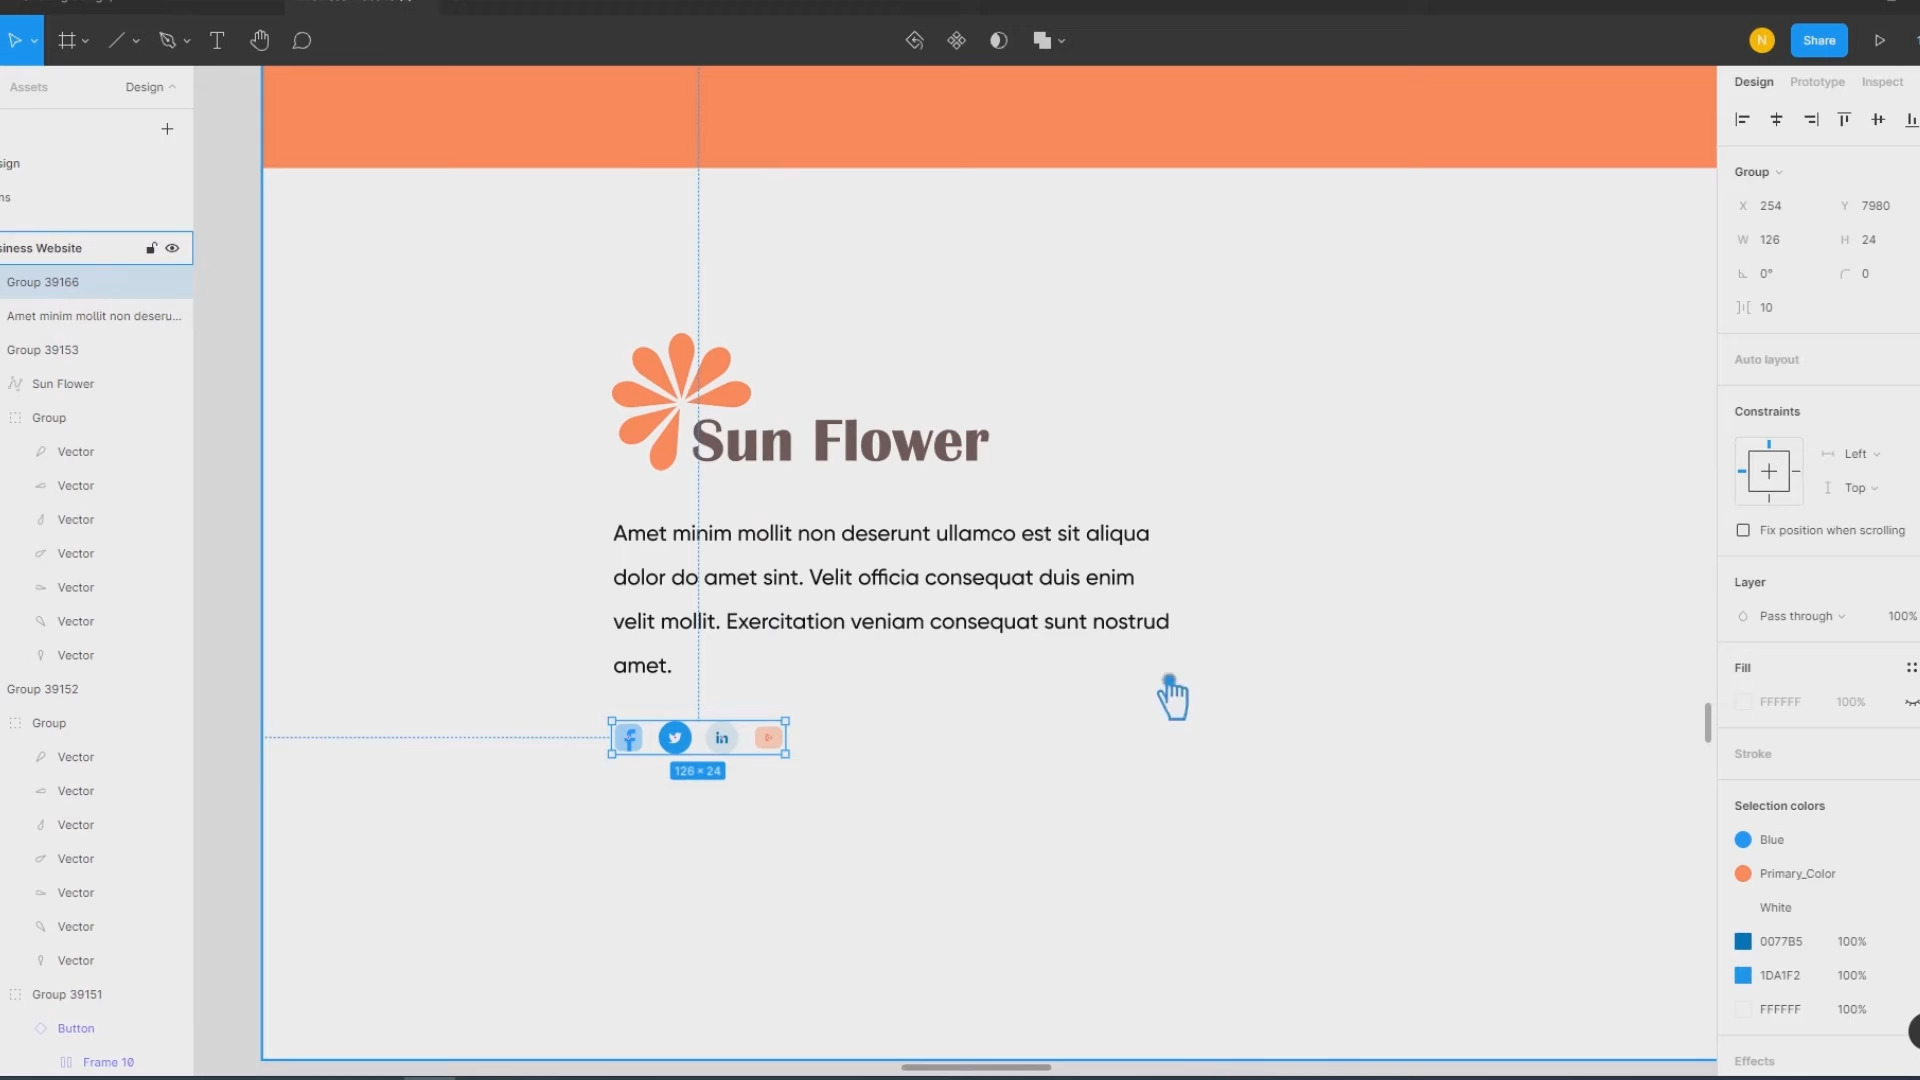 Share
N
Assets
Design
sign
ns
siness Website
Group 39166
Amet minim mollit non deseru...
Group 39153
Sun Flower
Group
Vector
Vector
Vector
Vector
Vector
Vector
Vector
Group 39152
Group
Vector
Vector
Vector
Vector
Vector
Vector
Vector
Group 39151
Button
Frame 10
Sun Flower
Amet minim mollit non deserunt ullamco est sit aliqua
dolor do amet sint. Velit officia consequat duis enim
velit mollit. Exercitation veniam consequat sunt nostrud
amet.
f in
126 × 24
Design Prototype Inspect
Group
X 254 Y 7980
W 126 H 24
0° 0
10
Auto layout
Constraints
Left
Top
Fix position when scrolling
Layer
Pass through 100%
Fill
FFFFFF 100%
Stroke
Selection colors
Blue
Primary_Color
White
0077B5 100%
1DA1F2 100%
FFFFFF 100%
Effects